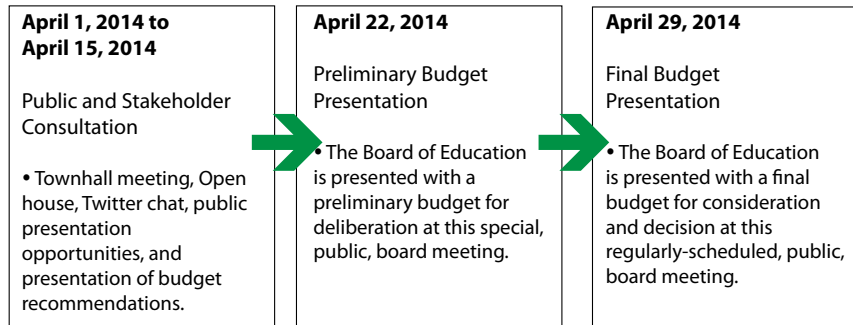 April 1, 2014 to
April 15, 2014
Public and Stakeholder
Consultation
• Townhall meeting, Open
house, Twitter chat, public
presentation
opportunities, and
presentation of budget
recommendations.
April 22, 2014
Preliminary Budget
Presentation
• The Board of Education
is presented with a
preliminary budget for
deliberation at this special,
public, board meeting.
April 29, 2014
Final Budget
Presentation
• The Board of Education
is presented with a final
budget for consideration
and decision at this
regularly-scheduled, public,
board meeting.